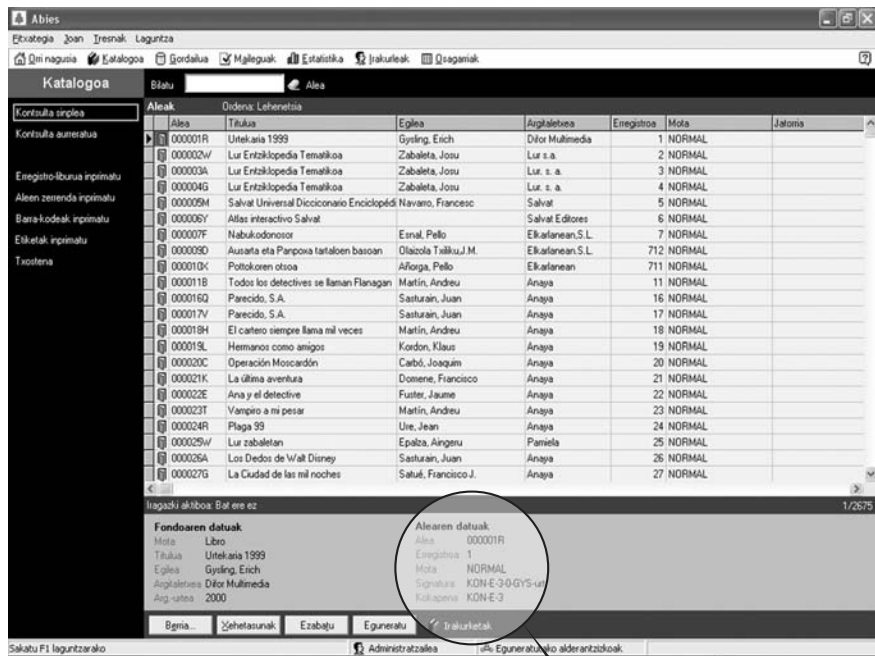 Abies
Fitxategia Joan Tresnak Laguntza
Orri nagusia Katalogoa Gordailua Maileguak Estatistika Irakurleak Osagarriak
Katalogoa Bilatu Alea
Kontsulta sinplea
Kontsulta aurreratua
Erregistro-liburua inprimatu
Aleen zerrenda inprimatu
Barra-kodeak inprimatu
Etiketak inprimatu
Txostena
Aleak Ordena: Lehenetsia
Alea Titulua Egilea Argitaletxea Erregistroa Mota Jatorria
000001R Urtekaria 1999 Gysling, Erich Difor Multimedia 1 NORMAL
000002W Lur Entziklopedia Tematikoa Zabaleta, Josu Lur s.a. 2 NORMAL
000003A Lur Entziklopedia Tematikoa Zabaleta, Josu Lur. s. a. 3 NORMAL
000004G Lur Entziklopedia Tematikoa Zabaleta, Josu Lur. s. a. 4 NORMAL
000005M Salvat Universal Dicciconario Enciclopédi Navarro, Francesc Salvat 5 NORMAL
000006Y Atlas interactivo Salvat Salvat Editores 6 NORMAL
000007F Nabukodonosor Esnal, Pello Elkarlanean,S.L. 7 NORMAL
000009D Ausarta eta Panpoxa tartaloen basoan Olaizola Txiliku,J.M. Elkarlanean.S.L. 712 NORMAL
000010X Pottokoren otsoa Añorga, Pello Elkarlanean 711 NORMAL
000011B Todos los detectives se llaman Flanagan Martín, Andreu Anaya 11 NORMAL
000016Q Parecido, S.A. Sasturain, Juan Anaya 16 NORMAL
000017V Parecido, S.A. Sasturain, Juan Anaya 17 NORMAL
000018H El cartero siempre llama mil veces Martín, Andreu Anaya 18 NORMAL
000019L Hermanos como amigos Kordon, Klaus Anaya 19 NORMAL
000020C Operación Moscardón Carbó, Joaquim Anaya 20 NORMAL
000021K La última aventura Domene, Francisco Anaya 21 NORMAL
000022E Ana y el detective Fuster, Jaume Anaya 22 NORMAL
000023T Vampiro a mi pesar Martín, Andreu Anaya 23 NORMAL
000024R Plaga 99 Ure, Jean Anaya 24 NORMAL
000025W Lur zabaletan Epalza, Aingeru Pamiela 25 NORMAL
000026A Los Dedos de Walt Disney Sasturain, Juan Anaya 26 NORMAL
000027G La Ciudad de las mil noches Satué, Francisco J. Anaya 27 NORMAL
Iragazki aktiboa: Bat ere ez 1/2675
Fondoaren datuak
Mota Libro
Titulua Urtekaria 1999
Egilea Gysling, Erich
Argitaletxea Difor Multimedia
Arg.-urtea 2000
Alearen datuak
Alea 000001R
Erregistroa 1
Mota NORMAL
Signatura KON-E-3-0-GYS-urt
Kokapena KON-E-3
Berria... Xehetasunak Ezabatu Eguneratu Irakurketak
Sakatu F1 laguntzarako Administratzailea Eguneraturako alderantzizkoak